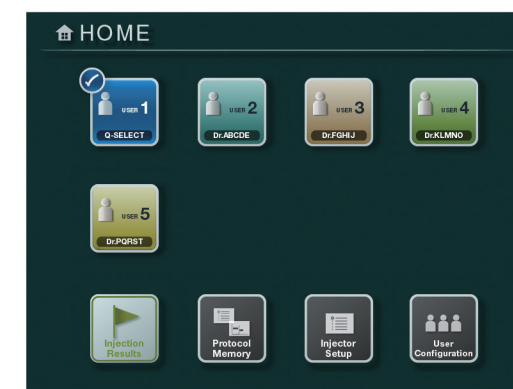 HOME
USER 1
Q-SELECT
USER 2
Dr.ABCDE
USER 3
Dr.FGHIJ
USER 4
Dr.KLMNO
USER 5
Dr.PQRST
Injection
Results
Protocol
Memory
Injector
Setup
User
Configuration